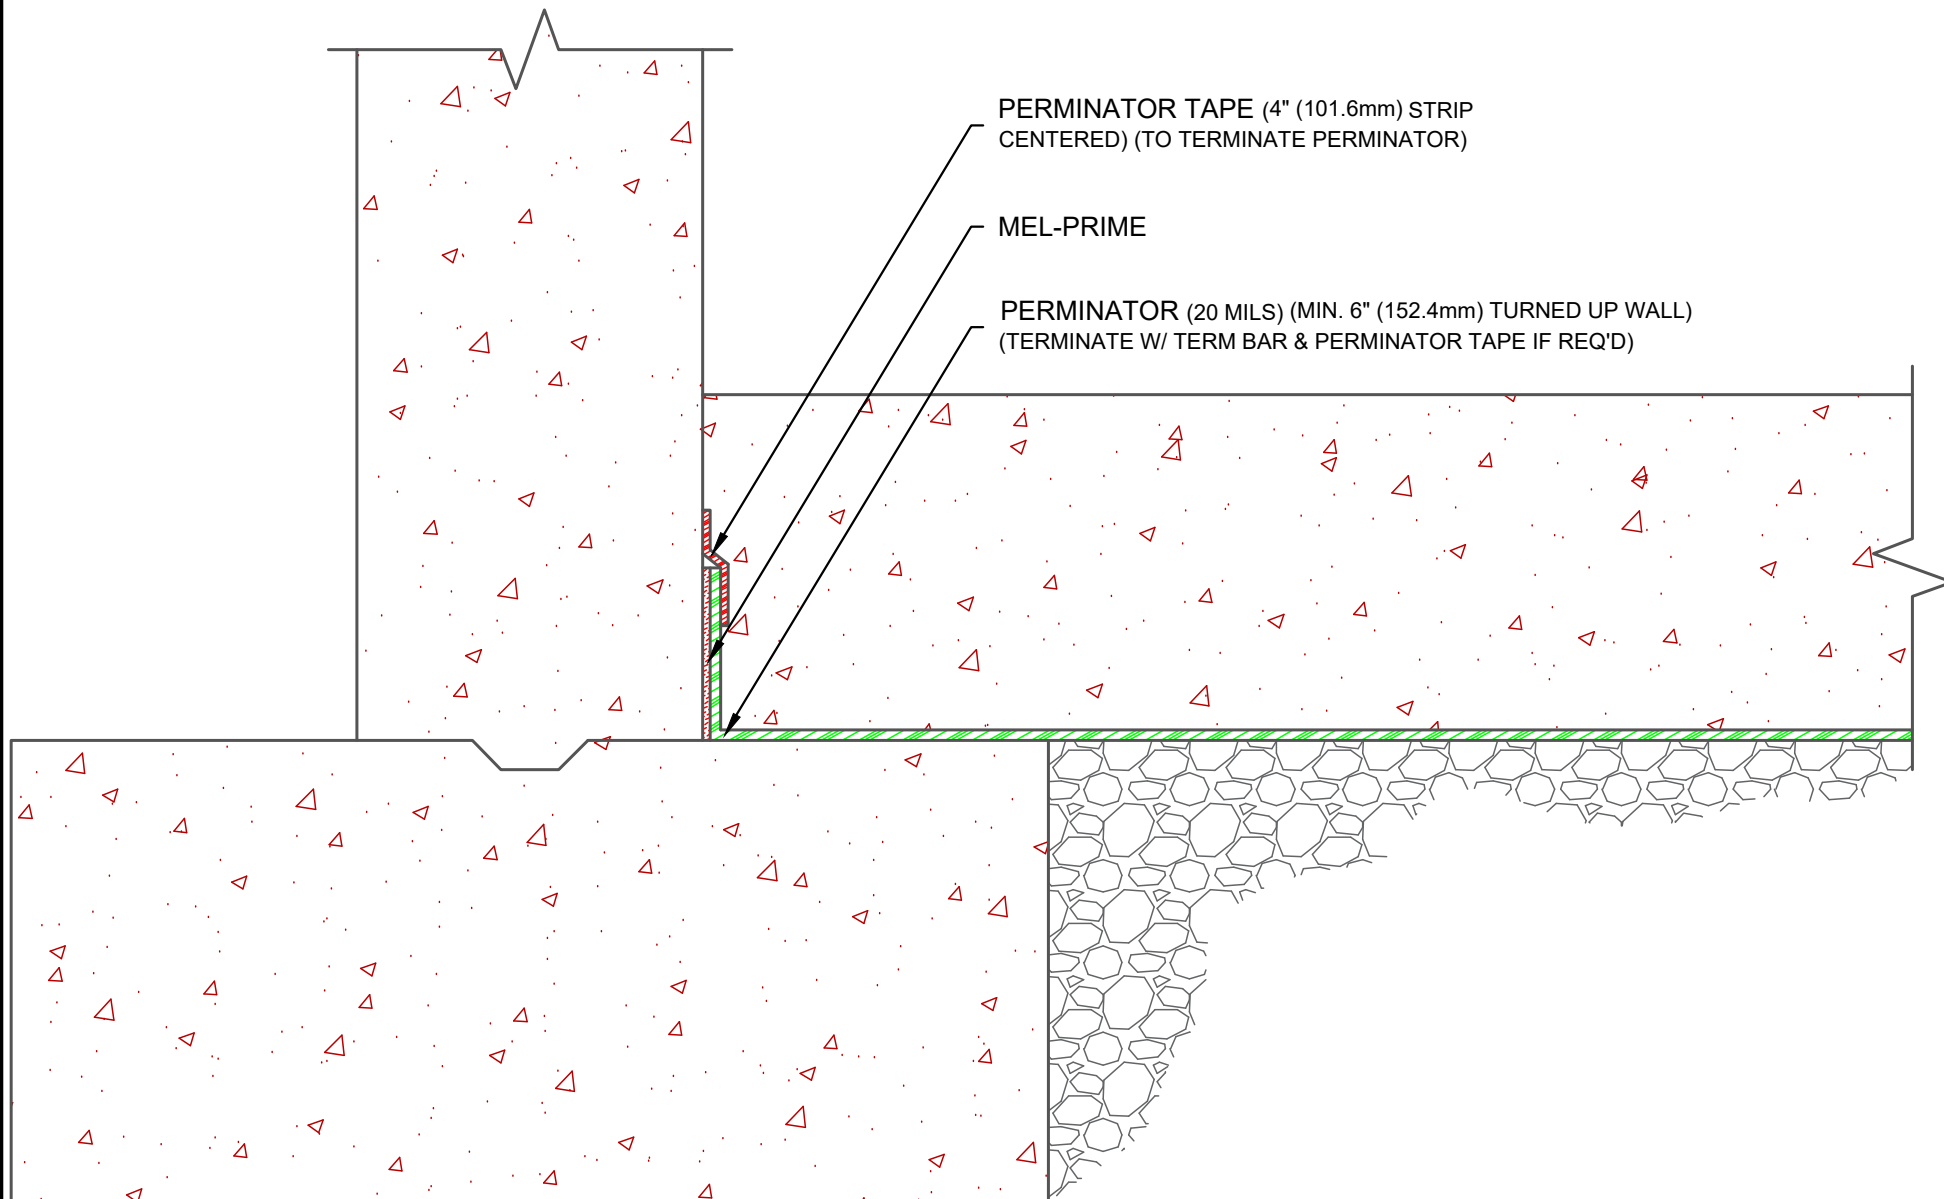 PERMINATOR TAPE (4" (101.6mm) STRIP
CENTERED) (TO TERMINATE PERMINATOR)
MEL-PRIME
PERMINATOR (20 MILS) (MIN. 6" (152.4mm) TURNED UP WALL)
(TERMINATE W/ TERM BAR & PERMINATOR TAPE IF REQ'D)